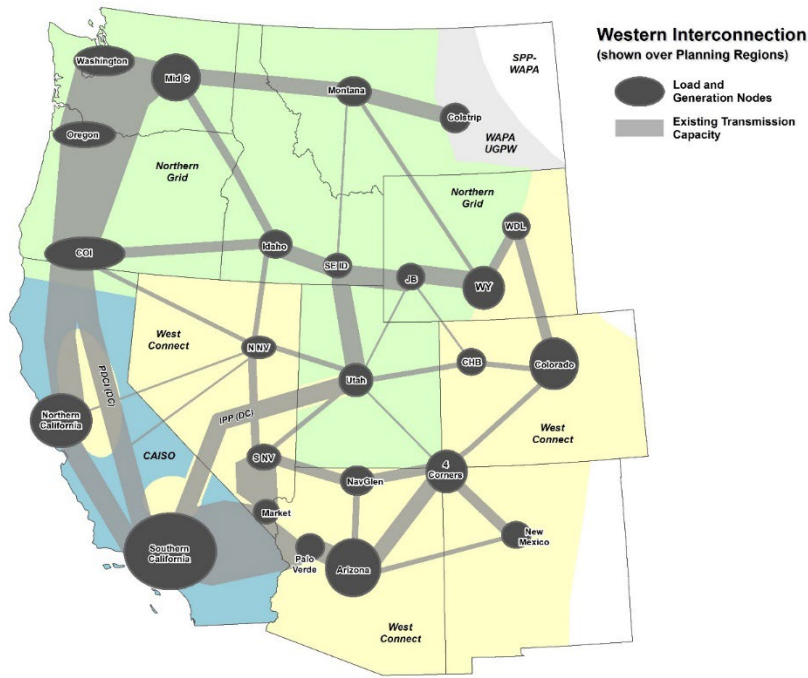 Western Interconnection
(shown over Planning Regions)
Load and
Generation Nodes
Existing Transmission
Capacity
SPP-
WAPA
Washington
Mid C
Montana
Colstrip
Oregon
WAPA
UGPW
Northern
Grid
Northern
Grid
WDL
COI
Idaho
SE ID
JB
WY
West
Connect
N NV
CHB
Colorado
Utah
PDCI (DC)
IPP (DC)
Northern
California
West
Connect
CAISO
S NV
4
Corners
NavGlen
Market
New
Mexico
Southern
California
Palo
Verde
Arizona
West
Connect